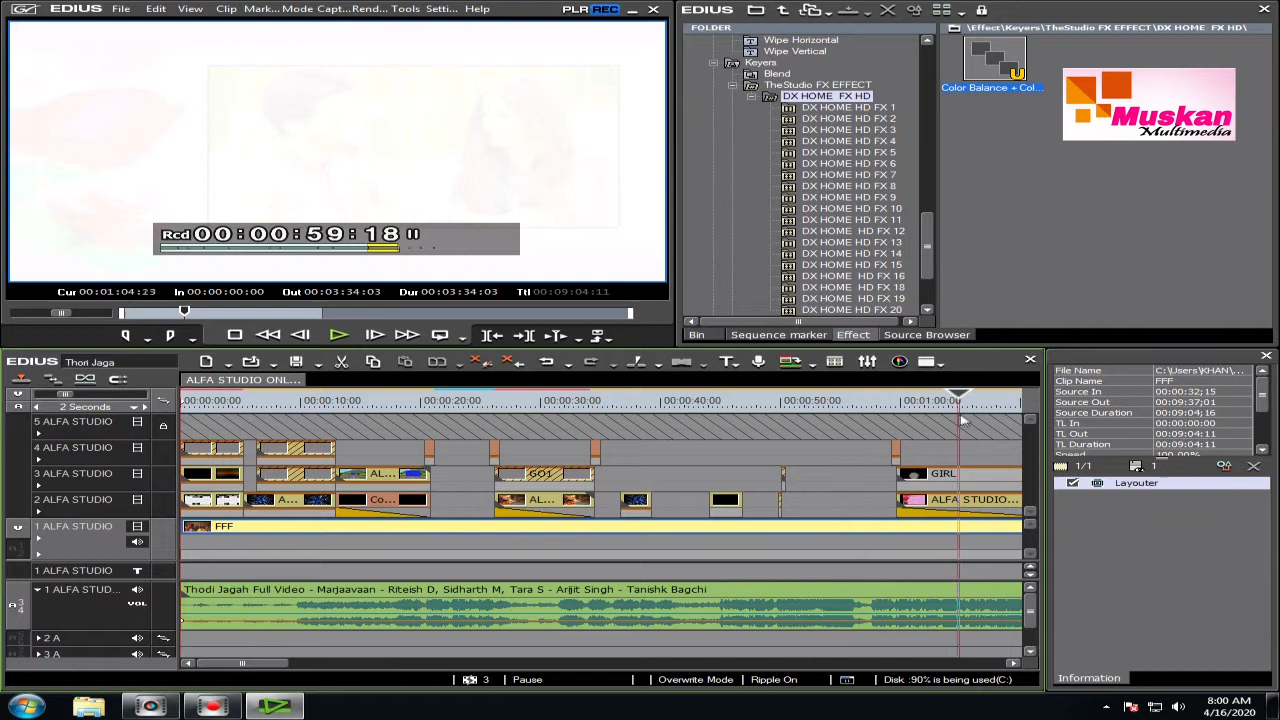 EDIUS File Edit View Clip Mark... Mode Capt... Rend... Tools Setti... Help PLR REC
Rcd 00:00:59:18
Cur 00:01:04:23 In 00:00:00:00 Out 00:03:34:03 Dur 00:03:34:03 Ttl 00:09:04:11
EDIUS
FOLDER
\Effect\Keyers\TheStudio FX EFFECT\DX HOME FX HD\
Wipe Horizontal
Wipe Vertical
Keyers
Blend
TheStudio FX EFFECT
DX HOME FX HD
DX HOME HD FX 1
DX HOME HD FX 2
DX HOME HD FX 3
DX HOME HD FX 4
DX HOME HD FX 5
DX HOME HD FX 6
DX HOME HD FX 7
DX HOME HD FX 8
DX HOME HD FX 9
DX HOME HD FX 10
DX HOME HD FX 11
DX HOME HD FX 12
DX HOME HD FX 13
DX HOME HD FX 14
DX HOME HD FX 15
DX HOME HD FX 16
DX HOME HD FX 18
DX HOME HD FX 19
DX HOME HD FX 20
U
Color Balance + Col...
Muskan
Multimedia
Bin Sequence marker Effect Source Browser
EDIUS Thori Jaga
ALFA STUDIO ONL...
2 Seconds
00:00:00:00 00:00:10:00 00:00:20:00 00:00:30:00 00:00:40:00 00:00:50:00 00:01:00:00
5 ALFA STUDIO
4 ALFA STUDIO
3 ALFA STUDIO AL... GO1 GIRL
2 ALFA STUDIO A... Co... AL... ALFA STUDIO...
1 ALFA STUDIO FFF
1 ALFA STUDIO T
1 ALFA STUD... Thodi Jagah Full Video - Marjaavaan - Riteish D, Sidharth M, Tara S - Arijit Singh - Tanishk Bagchi
VOL
2 A
3 A
3 Pause Overwrite Mode Ripple On Disk :90% is being used(C:)
File Name C:\Users\KHAN\...
Clip Name FFF
Source In 00:00:32;15
Source Out 00:09:37;01
Source Duration 00:09:04;16
TL In 00:00:00:00
TL Out 00:09:04:11
TL Duration 00:09:04:11
1/1 1
Layouter
Information
8:00 AM
4/16/2020